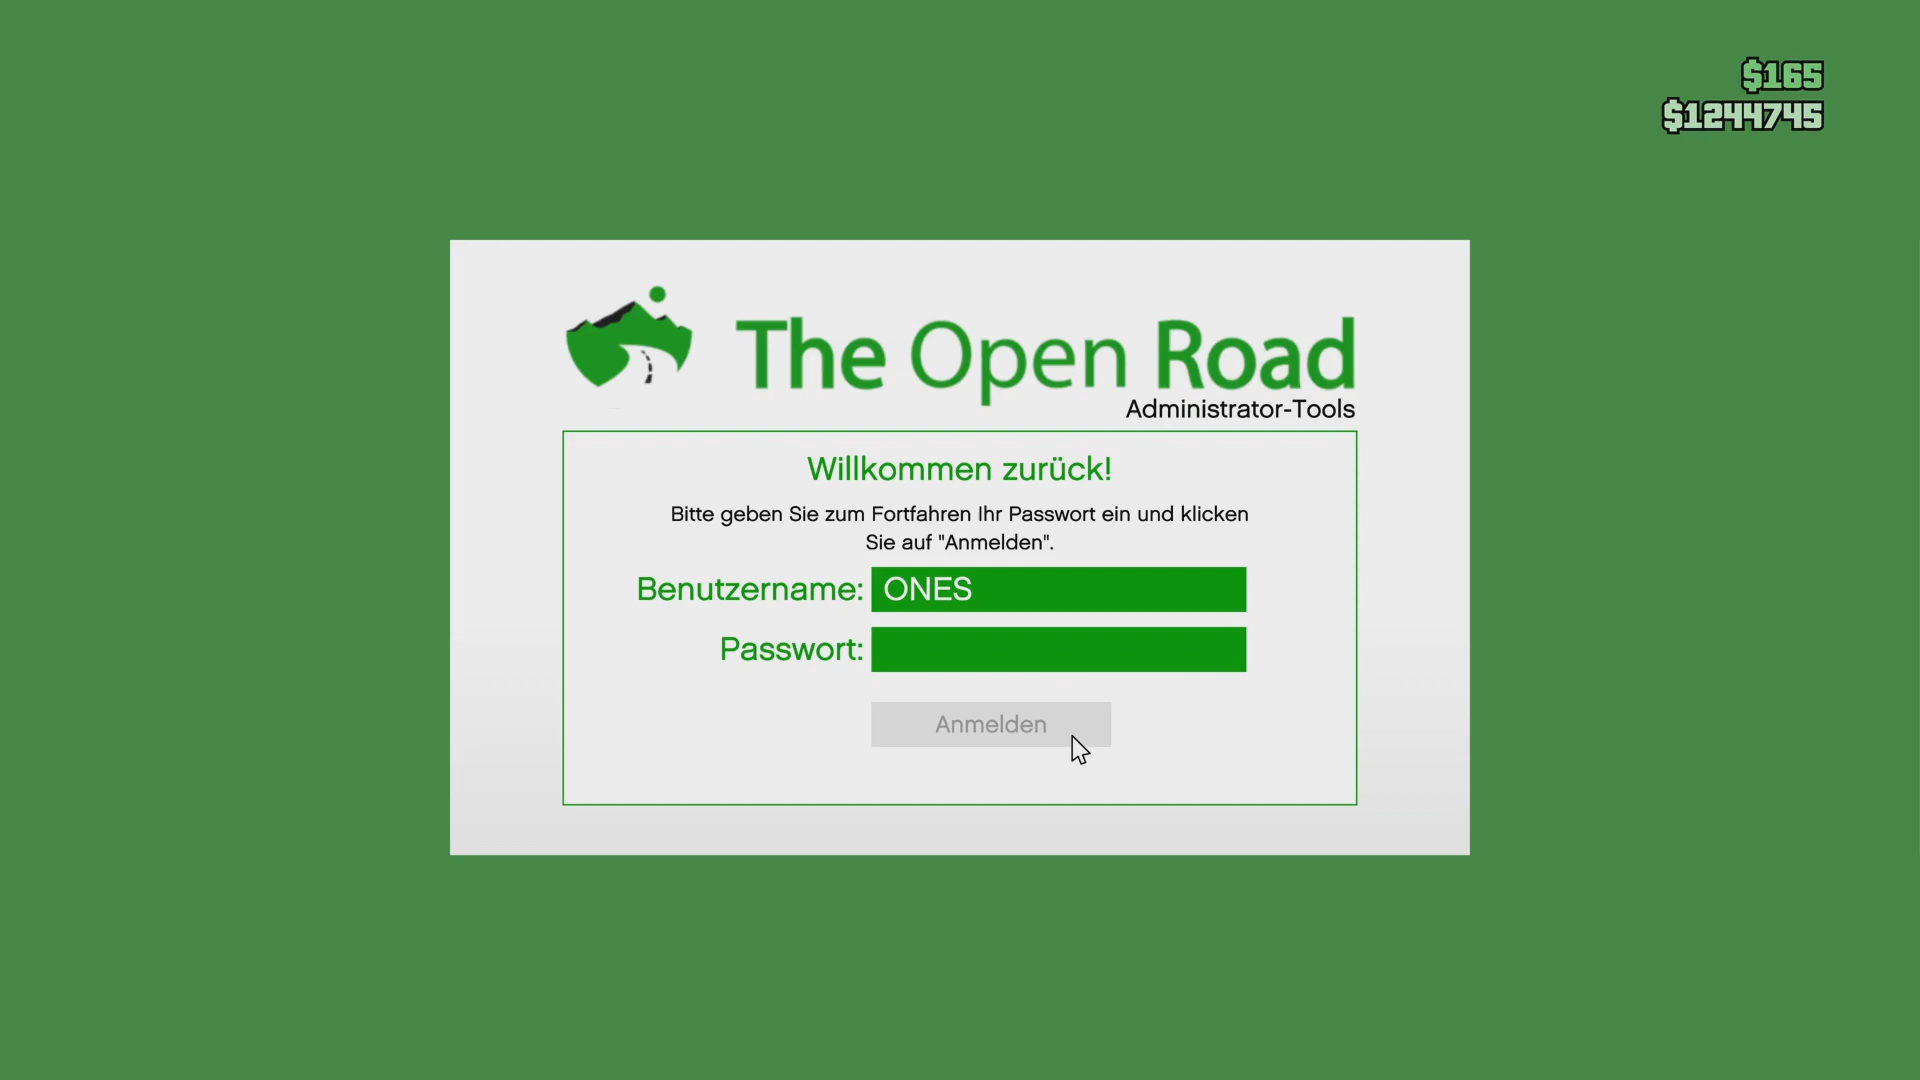 $165
$1244745
The Open Road
Administrator-Tools
Willkommen zurück!
Bitte geben Sie zum Fortfahren Ihr Passwort ein und klicken
Sie auf "Anmelden".
Benutzername: ONES
Passwort:
Anmelden